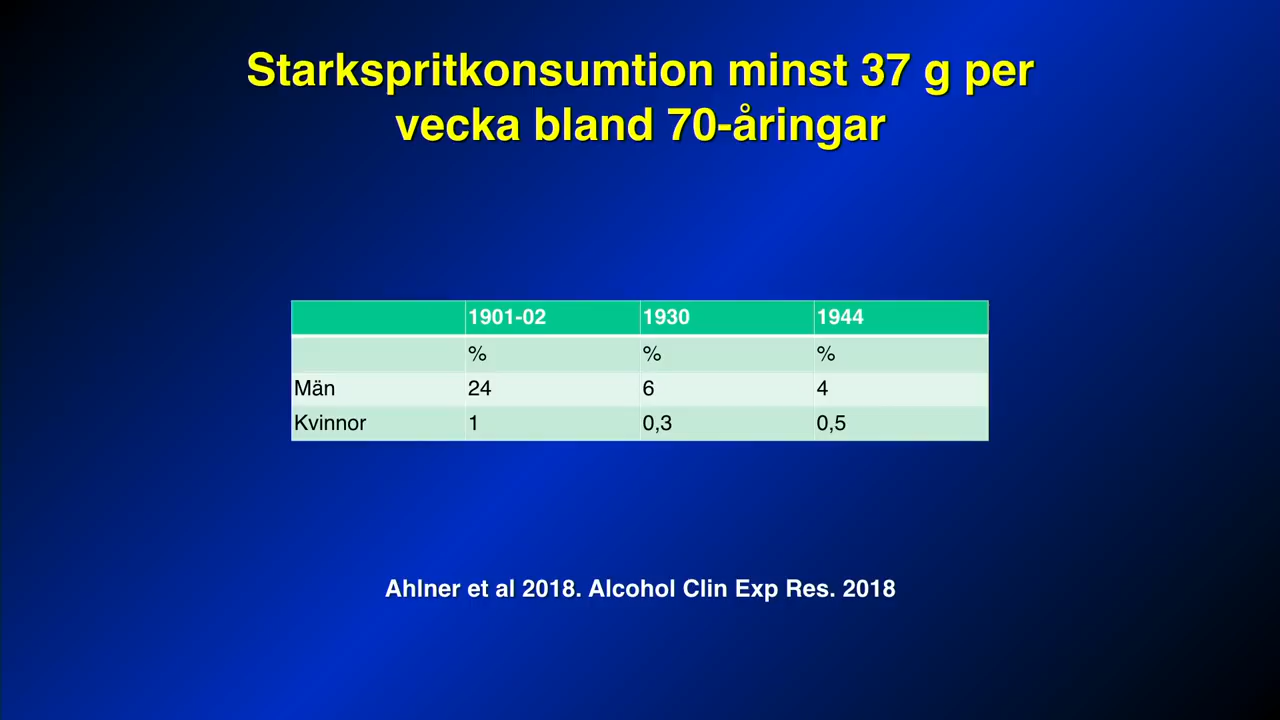 Starkspritkonsumtion minst 37 g per
vecka bland 70-åringar
1901-02 1930 1944
% % %
Män 24 6 4
Kvinnor 1 0,3 0,5
Ahlner et al 2018. Alcohol Clin Exp Res. 2018